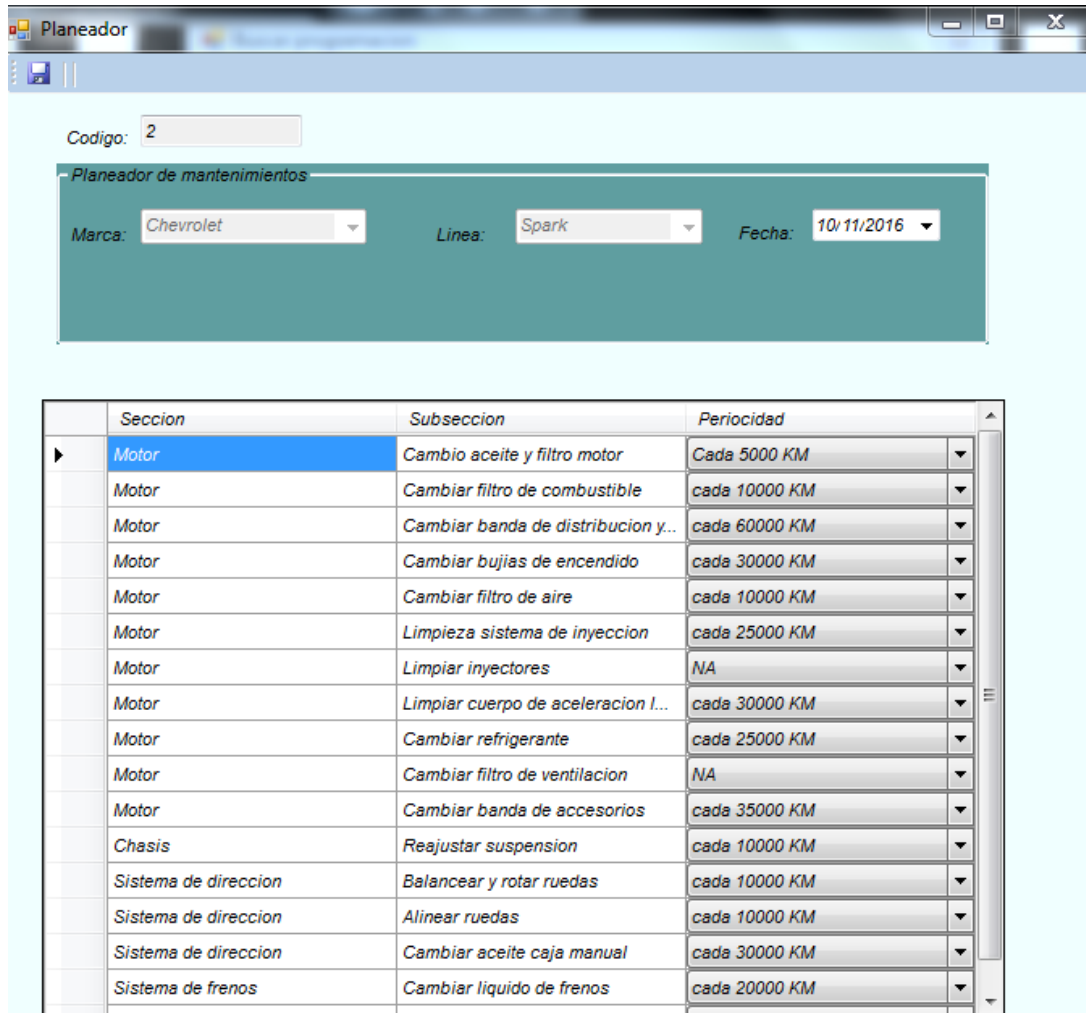 Planeador
Buscar programacion
Codigo: 2
Planeador de mantenimientos
Marca: Chevrolet Linea: Spark Fecha: 10/11/2016
Seccion Subseccion Periocidad
Motor Cambio aceite y filtro motor Cada 5000 KM
Motor Cambiar filtro de combustible cada 10000 KM
Motor Cambiar banda de distribucion y... cada 60000 KM
Motor Cambiar bujias de encendido cada 30000 KM
Motor Cambiar filtro de aire cada 10000 KM
Motor Limpieza sistema de inyeccion cada 25000 KM
Motor Limpiar inyectores NA
Motor Limpiar cuerpo de aceleracion l... cada 30000 KM
Motor Cambiar refrigerante cada 25000 KM
Motor Cambiar filtro de ventilacion NA
Motor Cambiar banda de accesorios cada 35000 KM
Chasis Reajustar suspension cada 10000 KM
Sistema de direccion Balancear y rotar ruedas cada 10000 KM
Sistema de direccion Alinear ruedas cada 10000 KM
Sistema de direccion Cambiar aceite caja manual cada 30000 KM
Sistema de frenos Cambiar liquido de frenos cada 20000 KM